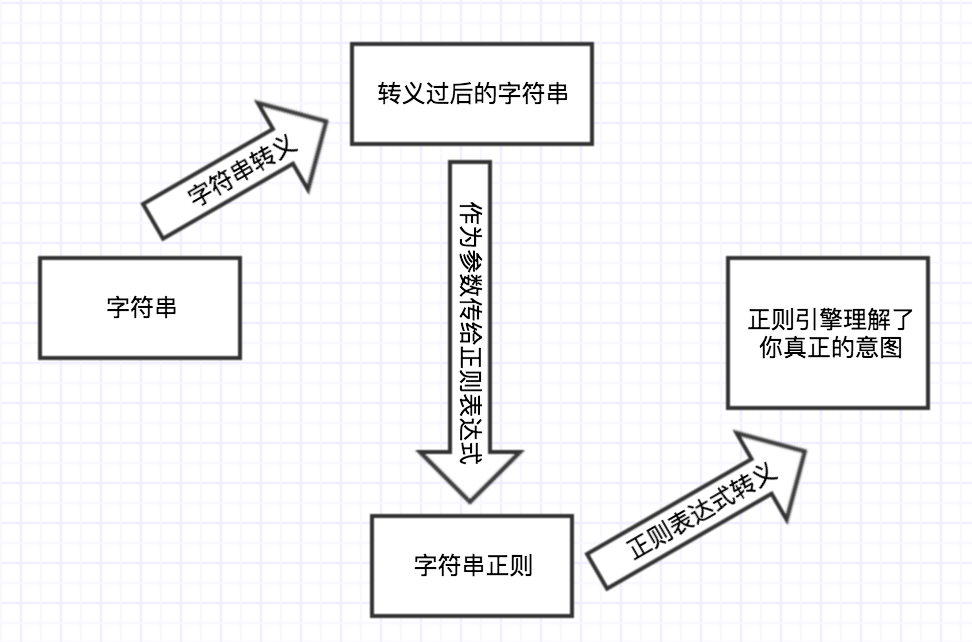 转义过后的字符串
字符串转义
字符串
作为参数传给正则表达式
正则引擎理解了
你真正的意图
字符串正则
正则表达式转义